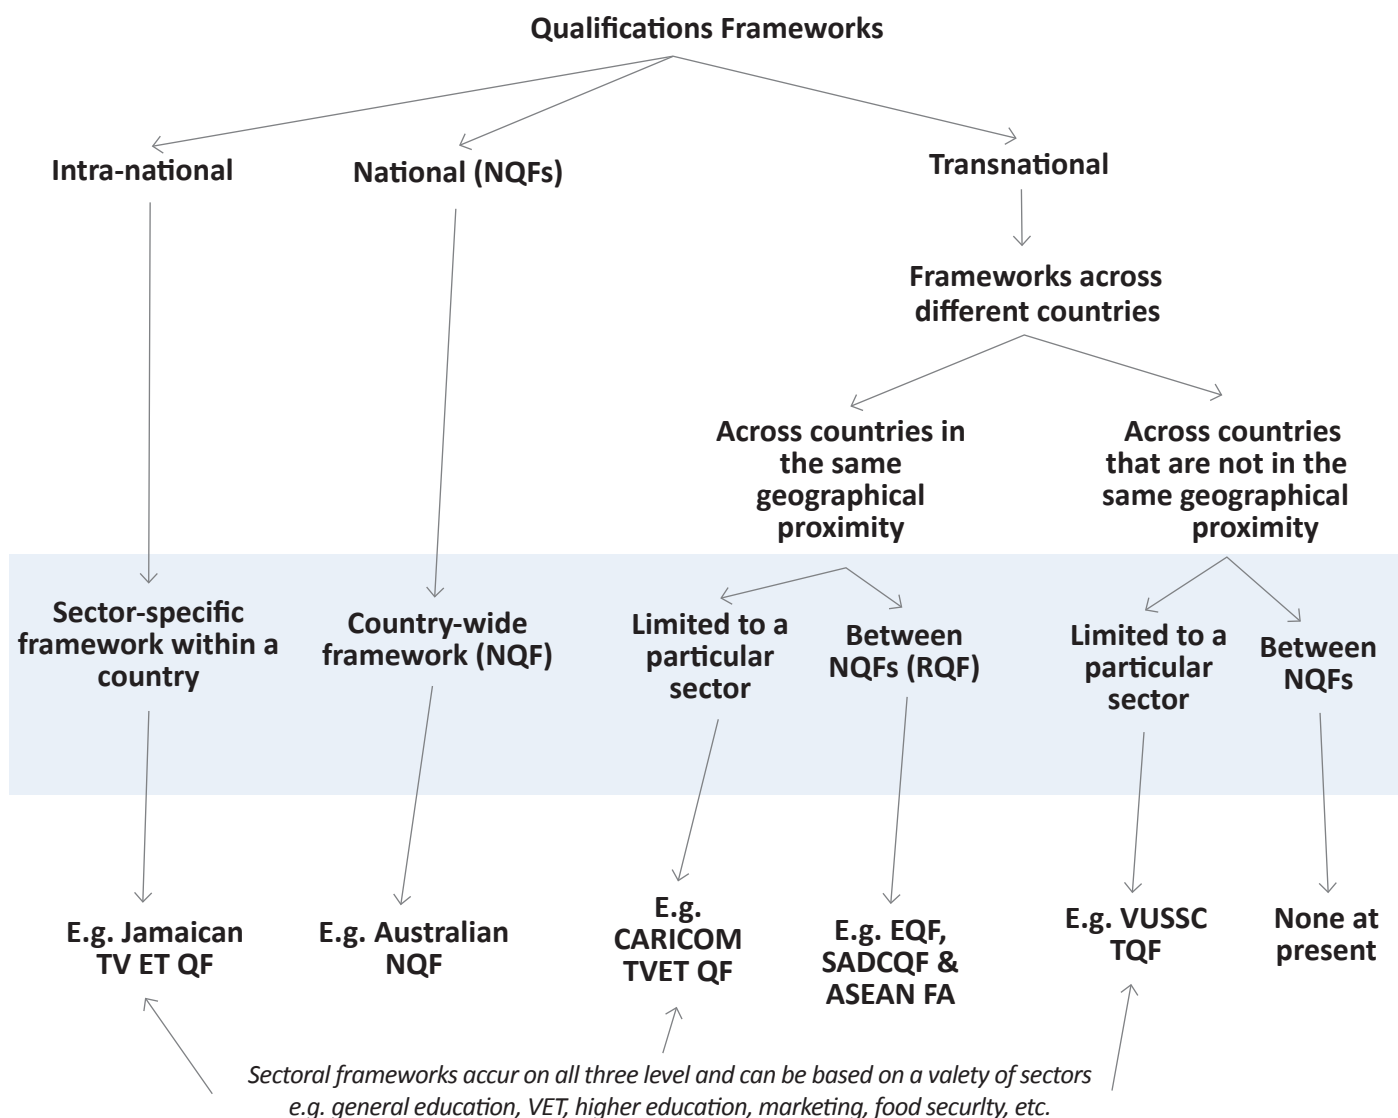 Qualifications Frameworks
Intra-national
National (NQFs)
Transnational
Frameworks across
different countries
Across countries in
the same
geographical
proximity
Across countries
that are not in the
same geographical
proximity
Sector-specific
framework within a
country
Country-wide
framework (NQF)
Limited to a
particular
sector
Between
NQFs (RQF)
Limited to a
particular
sector
Between
NQFs
E.g. Jamaican
TV ET QF
E.g. Australian
NQF
E.g.
CARICOM
TVET QF
E.g. EQF,
SADCQF &
ASEAN FA
E.g. VUSSC
TQF
None at
present
Sectoral frameworks accur on all three level and can be based on a valety of sectors
e.g. general education, VET, higher education, marketing, food securlty, etc.